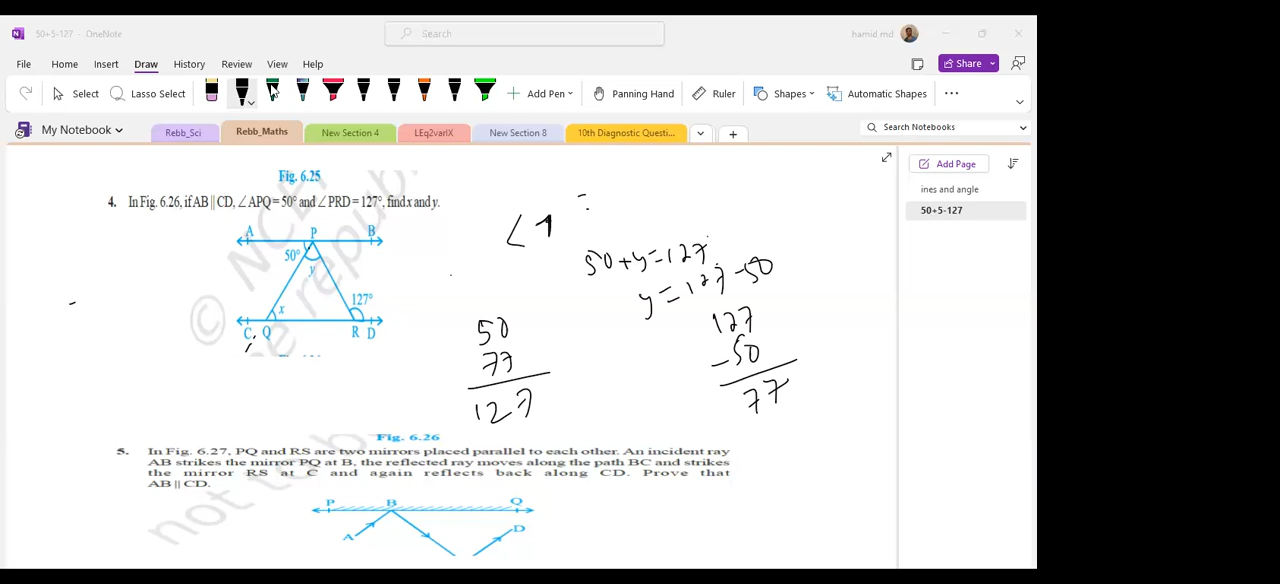 50+5-127 - OneNote
Search
hamid md
File Home Insert Draw History Review View Help
Share
Select Lasso Select Add Pen Panning Hand Ruler Shapes Automatic Shapes
My Notebook Rebb_Sci Rebb_Maths New Section 4 LEq2varIX New Section 8 10th Diagnostic Questi... Search Notebooks
Add Page
ines and angle
50+5-127
Fig. 6.25
4. In Fig. 6.26, if AB || CD, ∠ APQ = 50° and ∠ PRD = 127°, find x and y.
A P B
50°
y
x 127°
C Q R D
50+y=127
y=127-50
127
-50
77
50
77
127
Fig. 6.26
5. In Fig. 6.27, PQ and RS are two mirrors placed parallel to each other. An incident ray
AB strikes the mirror PQ at B, the reflected ray moves along the path BC and strikes
the mirror RS at C and again reflects back along CD. Prove that
AB || CD.
P B Q
A D
© NCE
be republ
not to b